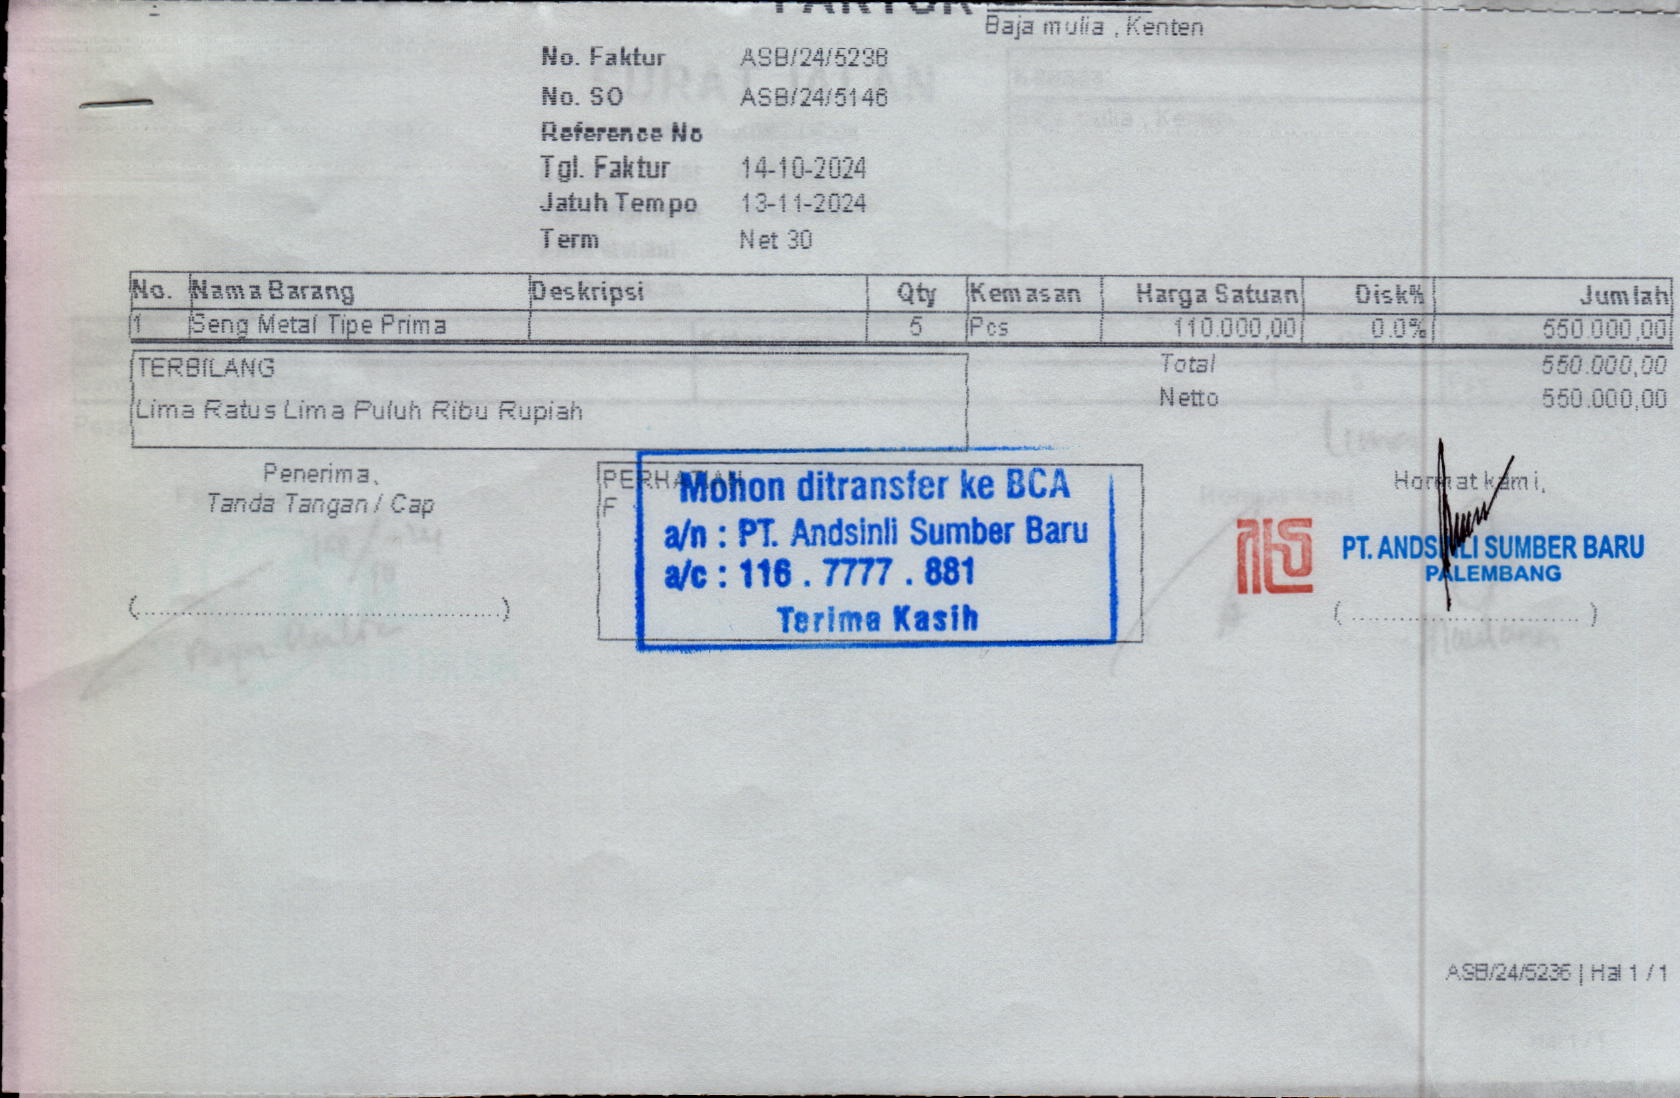 FAKTUR
Baja mulia , Kenten
No. Faktur ASB/24/5236
No. SO ASB/24/5146
Reference No
Tgl. Faktur 14-10-2024
Jatuh Tempo 13-11-2024
Term Net 30
No. Nama Barang Deskripsi Qty Kemasan Harga Satuan Disk% Jumlah
1 Seng Metal Tipe Prima 5 Pcs 110.000,00 0.0% 550.000,00
TERBILANG
Lima Ratus Lima Puluh Ribu Rupiah
Total 550.000,00
Netto 550.000,00
Penerima,
Tanda Tangan / Cap
(........................................)
PERHATIAN
F
Mohon ditransfer ke BCA
a/n : PT. Andsinli Sumber Baru
a/c : 116 . 7777 . 881
Terima Kasih
Hormat kami,
PT. ANDSINLI SUMBER BARU
PALEMBANG
(........................................)
ASB/24/5236 | Hal 1 / 1